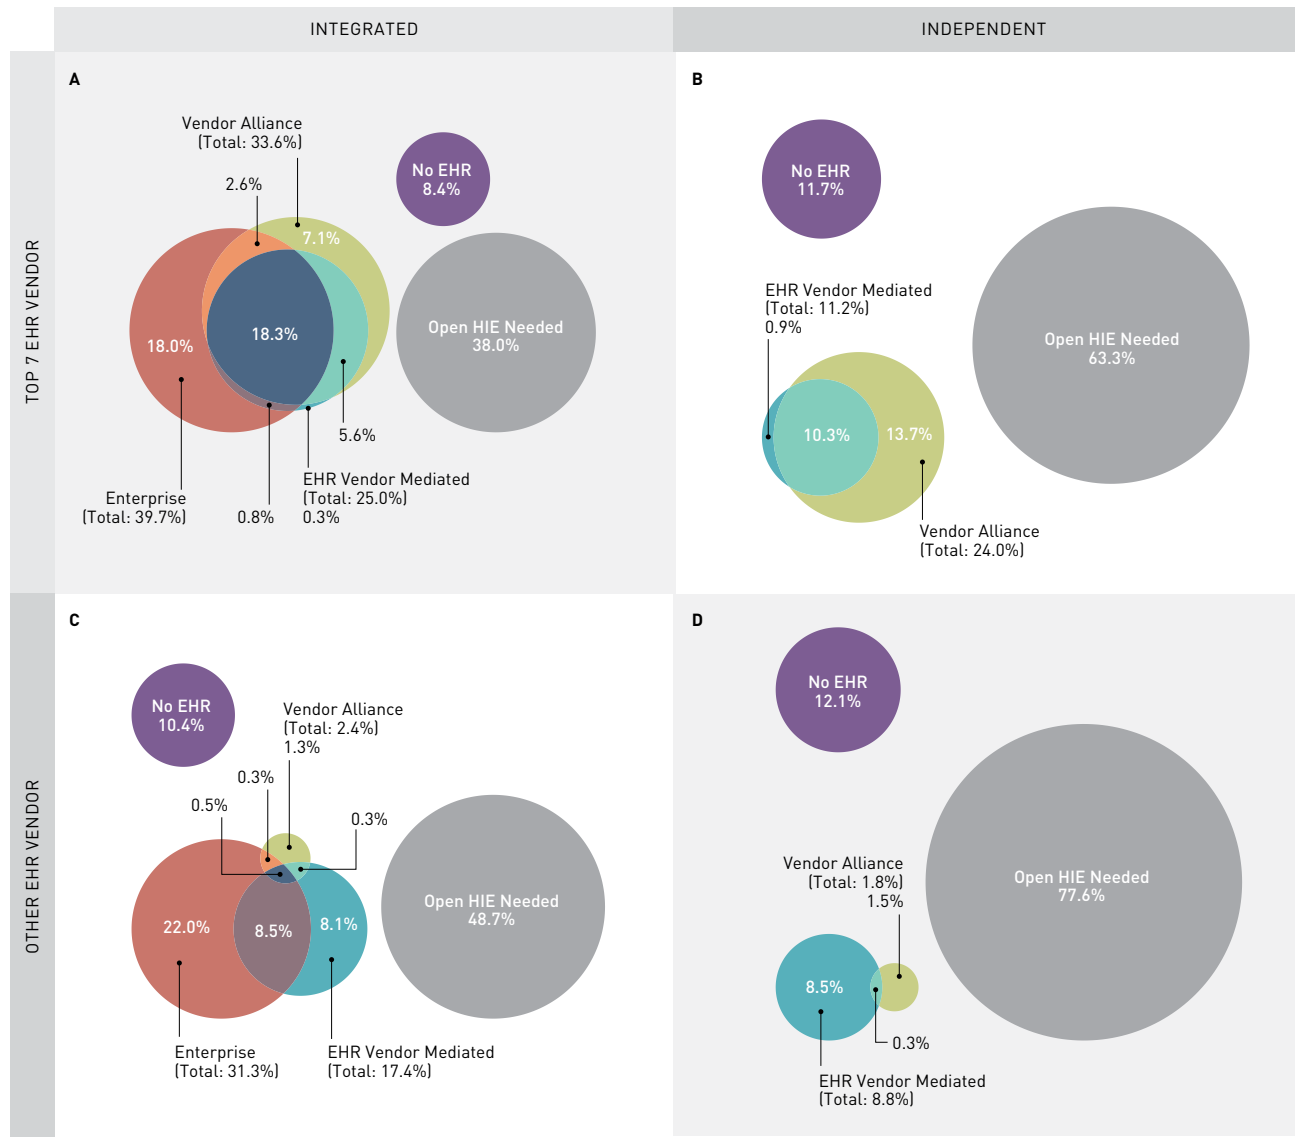 INTEGRATED
INDEPENDENT
TOP 7 EHR VENDOR
A
Vendor Alliance
(Total: 33.6%)
2.6%
7.1%
No EHR
8.4%
18.0%
18.3%
Open HIE Needed
38.0%
5.6%
Enterprise
(Total: 39.7%)
0.8%
EHR Vendor Mediated
(Total: 25.0%)
0.3%
B
No EHR
11.7%
EHR Vendor Mediated
(Total: 11.2%)
0.9%
Open HIE Needed
63.3%
10.3%
13.7%
Vendor Alliance
(Total: 24.0%)
OTHER EHR VENDOR
C
No EHR
10.4%
Vendor Alliance
(Total: 2.4%)
1.3%
0.3%
0.5%
0.3%
22.0%
8.5%
8.1%
Open HIE Needed
48.7%
Enterprise
(Total: 31.3%)
EHR Vendor Mediated
(Total: 17.4%)
D
No EHR
12.1%
Vendor Alliance
(Total: 1.8%)
1.5%
Open HIE Needed
77.6%
8.5%
0.3%
EHR Vendor Mediated
(Total: 8.8%)